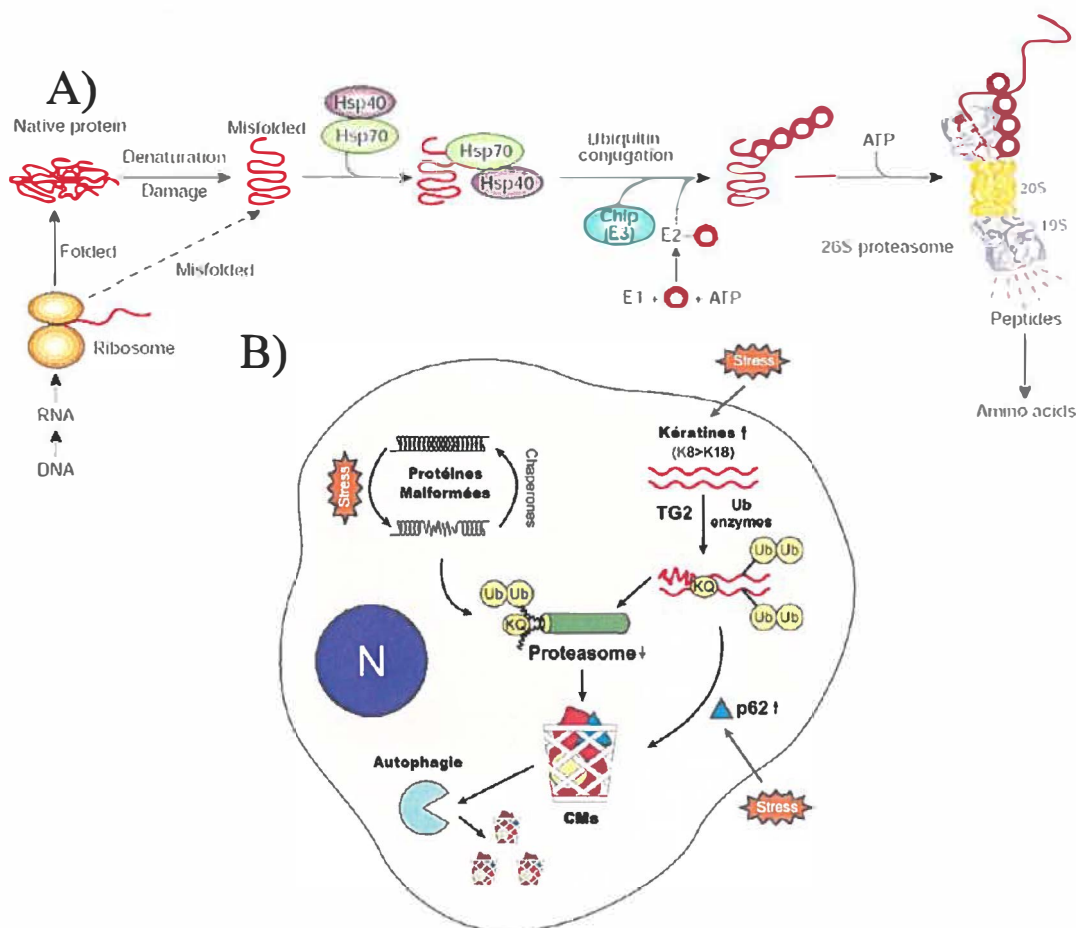 A)
Native protein
Denaturation
Damage
Misfolded
Hsp40
Hsp70
Hsp70
Hsp40
Ubiquitin
conjugation
Chip
(E3)
E2
E1 + + ATP
ATP
26S proteasome
20S
19S
Peptides
Amino acids
Folded
Misfolded
Ribosome
RNA
DNA
B)
Stress
Kératines ↑
(K8>K18)
TG2
Ub
enzymes
Ub Ub
KQ
Ub Ub
Stress
Protéines
Malformées
Chaperones
Ub Ub
KQ
Proteasome↓
N
p62 ↑
Stress
Autophagie
CMs